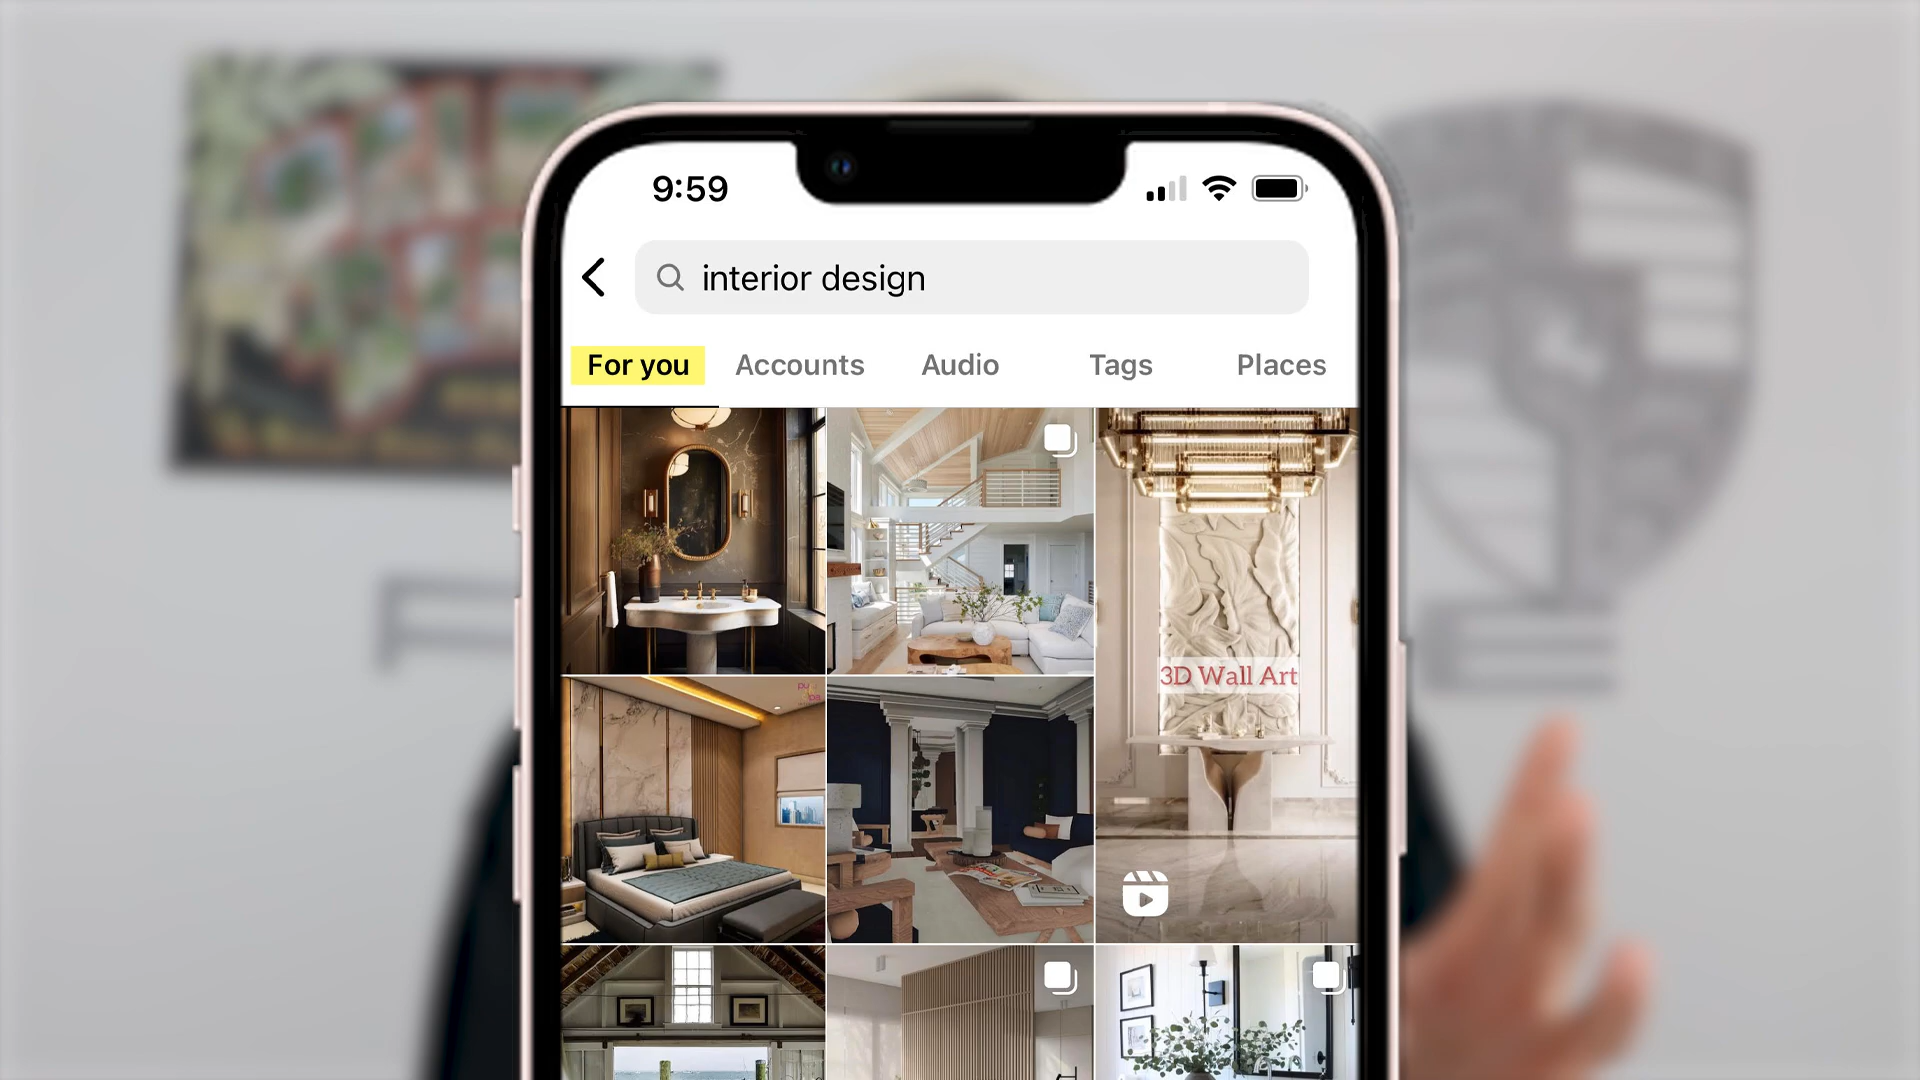 9:59
interior design
For you Accounts Audio Tags Places
3D Wall Art